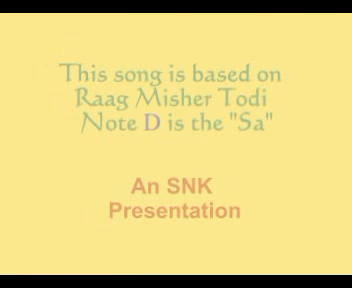 This song is based on
Raag Misher Todi
Note D is the "Sa"
An SNK
Presentation